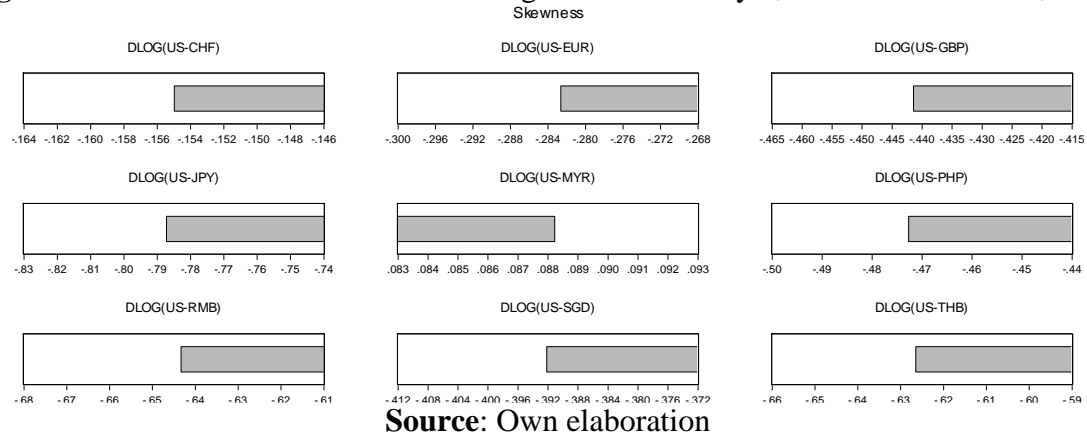 Skewness
DLOG(US-CHF) DLOG(US-EUR) DLOG(US-GBP)
-.164 -.162 -.160 -.158 -.156 -.154 -.152 -.150 -.148 -.146 -.300 -.296 -.292 -.288 -.284 -.280 -.276 -.272 -.268 -.465 -.460 -.455 -.450 -.445 -.440 -.435 -.430 -.425 -.420 -.415
DLOG(US-JPY) DLOG(US-MYR) DLOG(US-PHP)
-.83 -.82 -.81 -.80 -.79 -.78 -.77 -.76 -.75 -.74 .083 .084 .085 .086 .087 .088 .089 .090 .091 .092 .093 -.50 -.49 -.48 -.47 -.46 -.45 -.44
DLOG(US-RMB) DLOG(US-SGD) DLOG(US-THB)
-.68 -.67 -.66 -.65 -.64 -.63 -.62 -.61 -.412 -.408 -.404 -.400 -.396 -.392 -.388 -.384 -.380 -.376 -.372 -.66 -.65 -.64 -.63 -.62 -.61 -.60 -.59
Source: Own elaboration